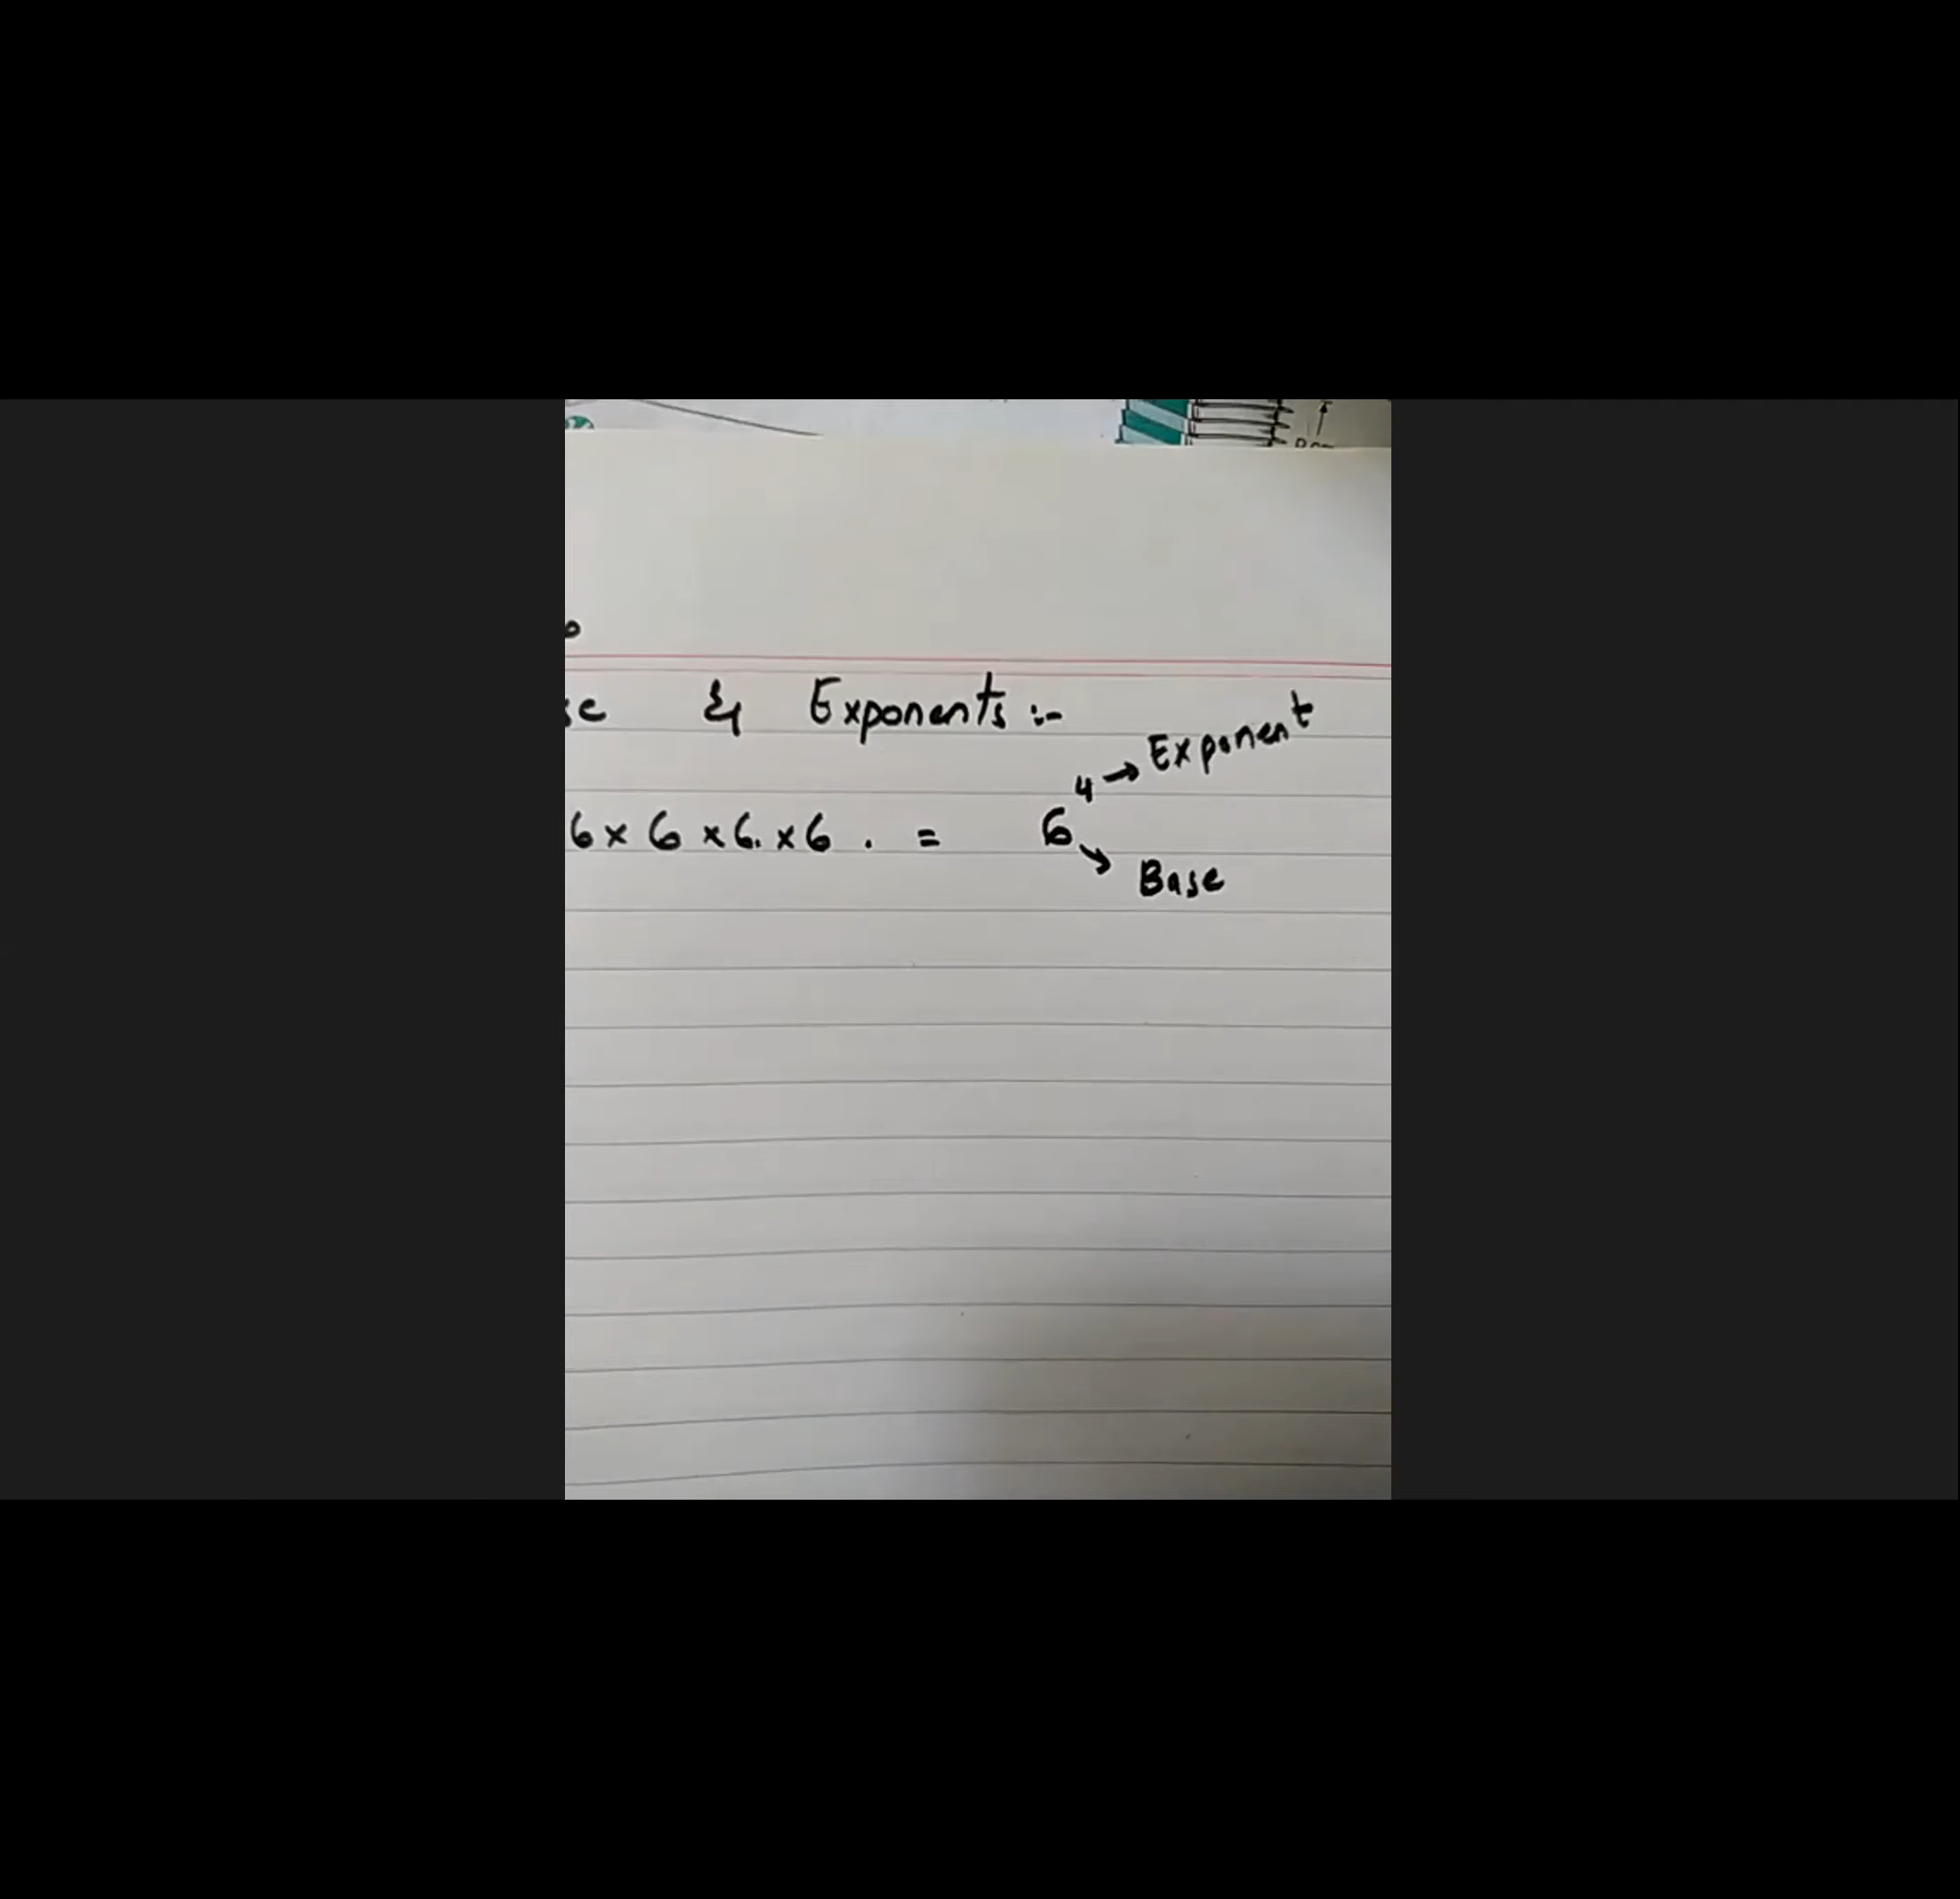 & Exponents :-
4 → Exponent
6 x 6 x 6. x 6 . = 6
Base